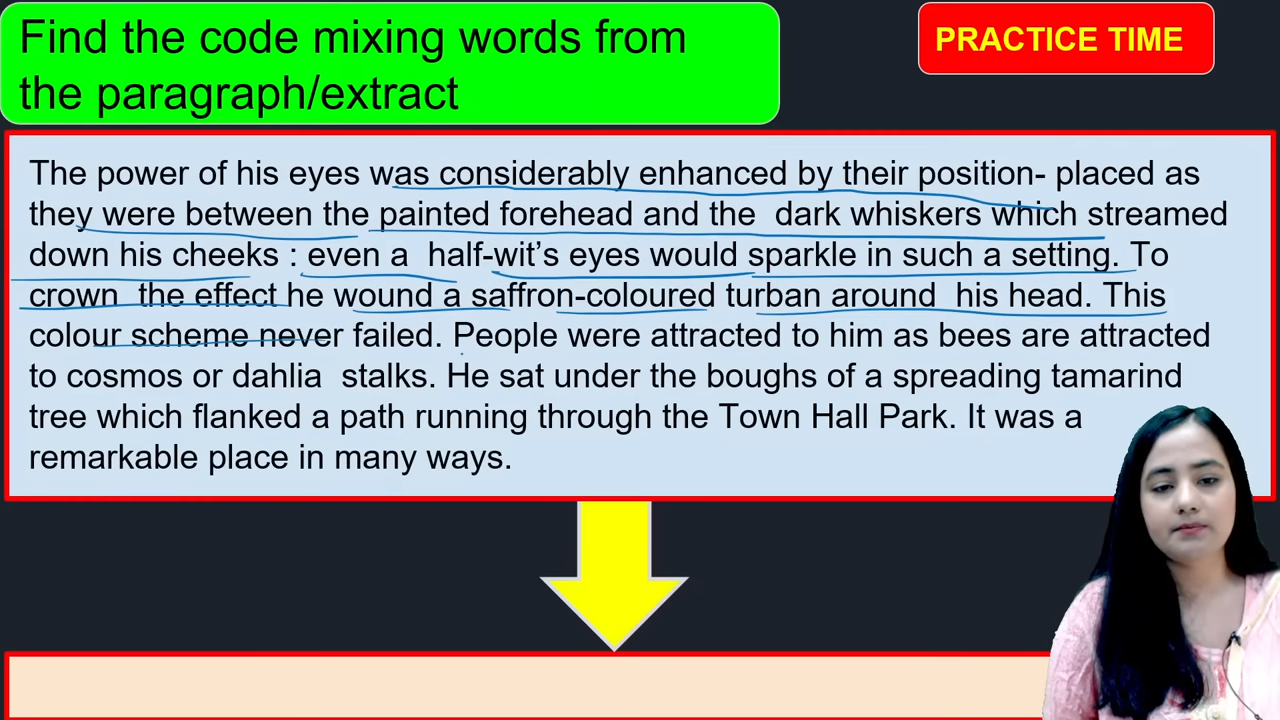 Find the code mixing words from
the paragraph/extract
PRACTICE TIME
The power of his eyes was considerably enhanced by their position- placed as
they were between the painted forehead and the dark whiskers which streamed
down his cheeks : even a half-wit’s eyes would sparkle in such a setting. To
crown the effect he wound a saffron-coloured turban around his head. This
colour scheme never failed. People were attracted to him as bees are attracted
to cosmos or dahlia stalks. He sat under the boughs of a spreading tamarind
tree which flanked a path running through the Town Hall Park. It was a
remarkable place in many ways.